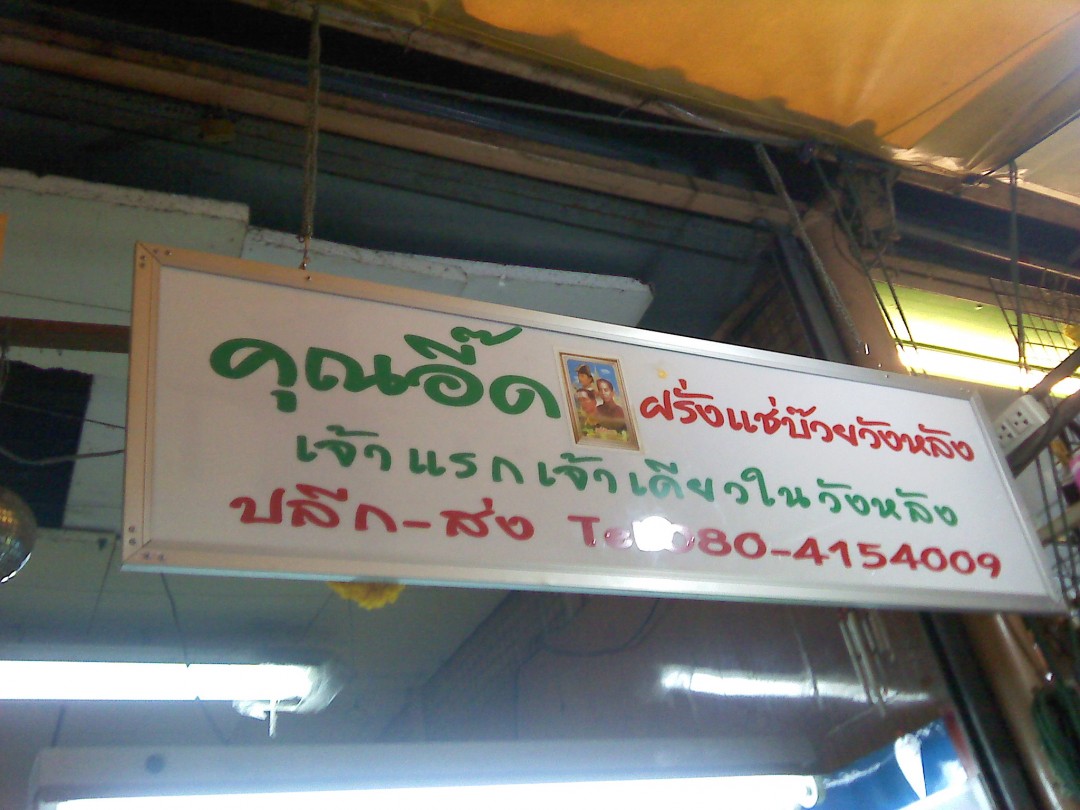 คุณอี๊ด ฝรั่งแช่บ๊วยวังหลัง
เจ้าแรกเจ้าเดียวในวังหลัง
ปลีก-ส่ง Tel 080-4154009